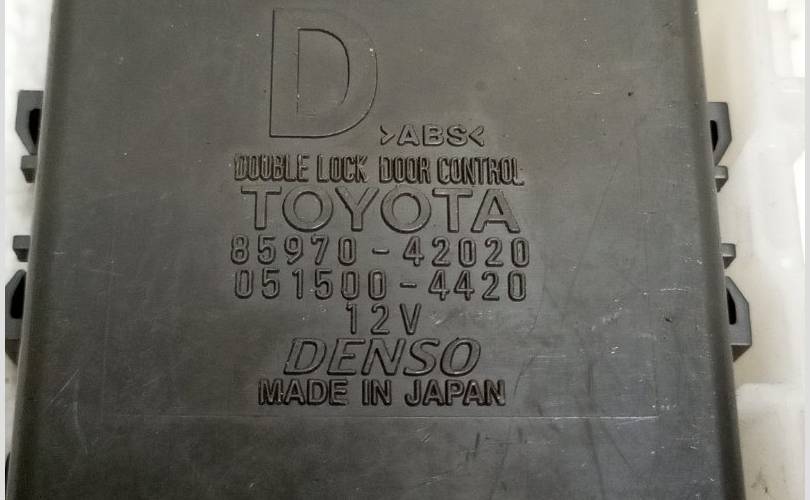 D
>ABS<
DOUBLE LOCK DOOR CONTROL
TOYOTA
85970-42020
051500-4420
12V
DENSO
MADE IN JAPAN